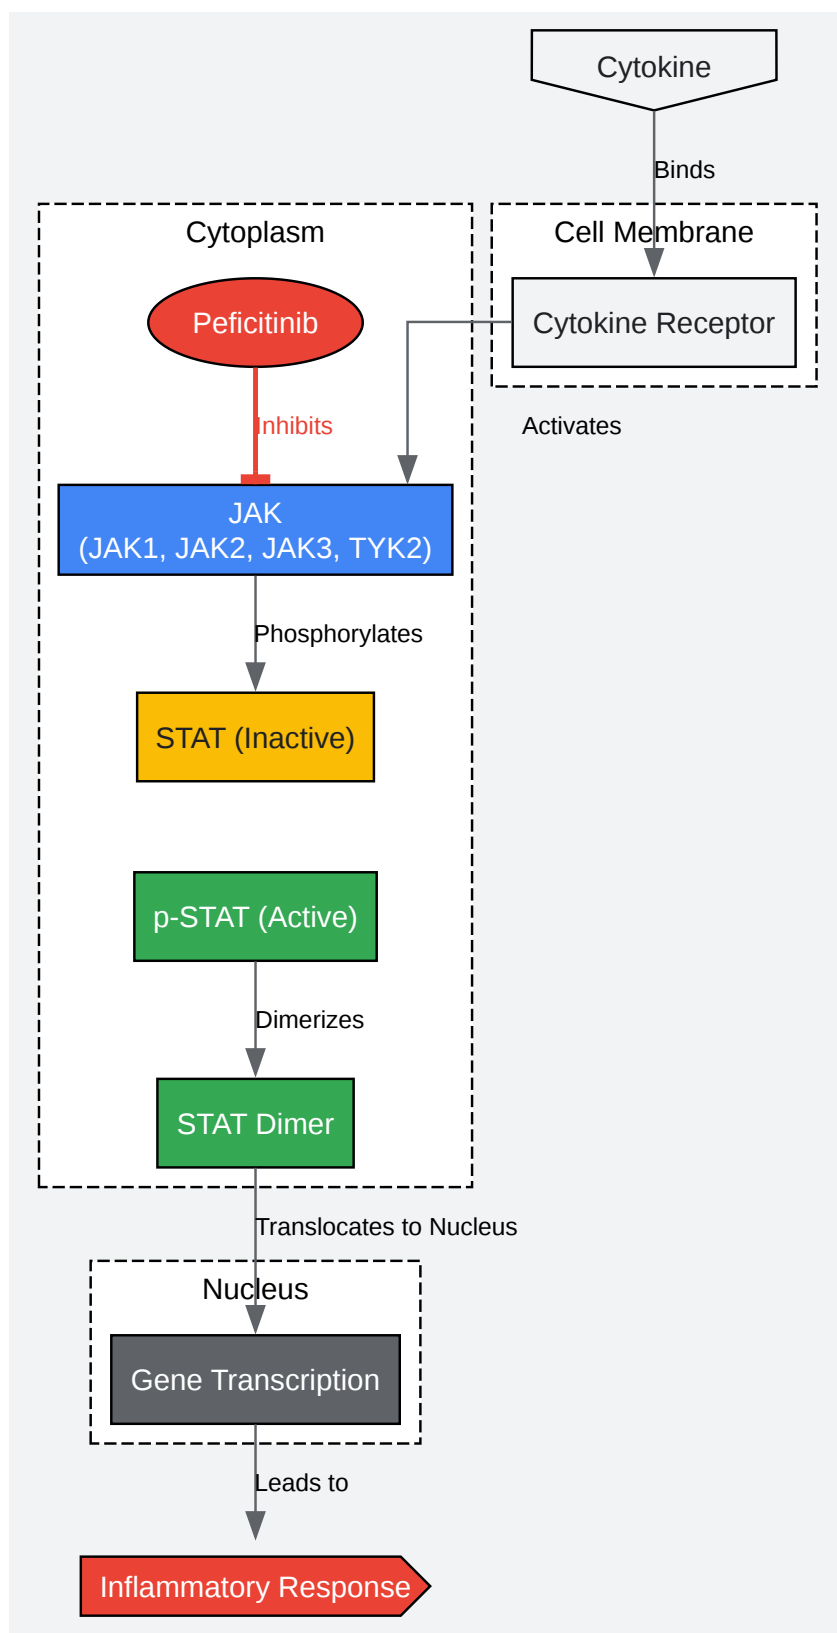 Cytokine
Binds
Cytoplasm
Cell Membrane
Peficitinib
Cytokine Receptor
Inhibits
Activates
JAK
(JAK1, JAK2, JAK3, TYK2)
Phosphorylates
STAT (Inactive)
p-STAT (Active)
Dimerizes
STAT Dimer
Translocates to Nucleus
Nucleus
Gene Transcription
Leads to
Inflammatory Response